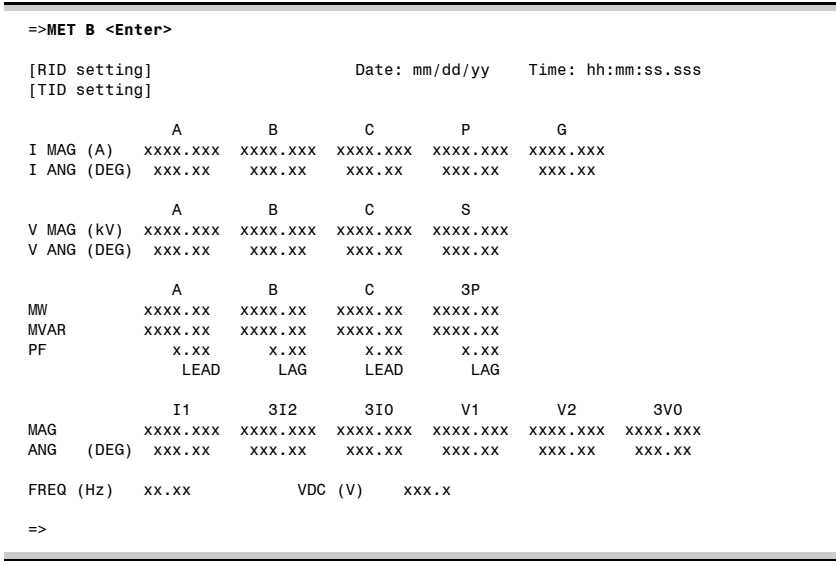 =>MET B <Enter>
[RID setting]                     Date: mm/dd/yy    Time: hh:mm:ss.sss
[TID setting]
               A         B         C         P         G
I MAG (A)   xxxx.xxx  xxxx.xxx  xxxx.xxx  xxxx.xxx  xxxx.xxx
I ANG (DEG)  xxx.xx    xxx.xx    xxx.xx    xxx.xx    xxx.xx
               A         B         C         S
V MAG (kV)  xxxx.xxx  xxxx.xxx  xxxx.xxx  xxxx.xxx
V ANG (DEG)  xxx.xx    xxx.xx    xxx.xx    xxx.xx
               A         B         C         3P
MW          xxxx.xx   xxxx.xx   xxxx.xx   xxxx.xx
MVAR        xxxx.xx   xxxx.xx   xxxx.xx   xxxx.xx
PF             x.xx      x.xx      x.xx      x.xx
                LEAD      LAG      LEAD       LAG
               I1        3I2       3I0       V1        V2        3V0
MAG         xxxx.xxx  xxxx.xxx  xxxx.xxx  xxxx.xxx  xxxx.xxx  xxxx.xxx
ANG   (DEG)  xxx.xx    xxx.xx    xxx.xx    xxx.xx    xxx.xx    xxx.xx
FREQ (Hz)   xx.xx           VDC (V)    xxx.x
=>